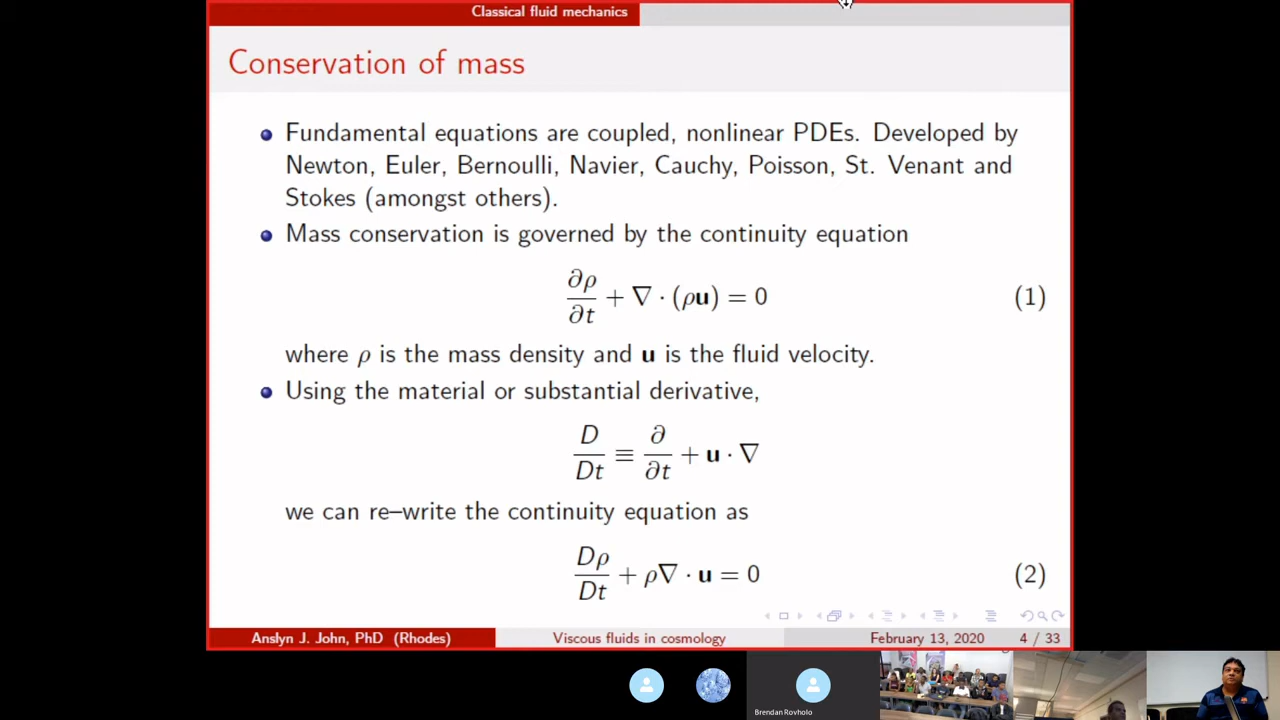 Classical fluid mechanics
Conservation of mass
Fundamental equations are coupled, nonlinear PDEs. Developed by
Newton, Euler, Bernoulli, Navier, Cauchy, Poisson, St. Venant and
Stokes (amongst others).
Mass conservation is governed by the continuity equation
∂ρ/∂t + ∇ · (ρu) = 0 (1)
where ρ is the mass density and u is the fluid velocity.
Using the material or substantial derivative,
D/Dt ≡ ∂/∂t + u · ∇
we can re–write the continuity equation as
Dρ/Dt + ρ∇ · u = 0 (2)
Anslyn J. John, PhD (Rhodes) Viscous fluids in cosmology February 13, 2020 4 / 33
Brendan Rovholo